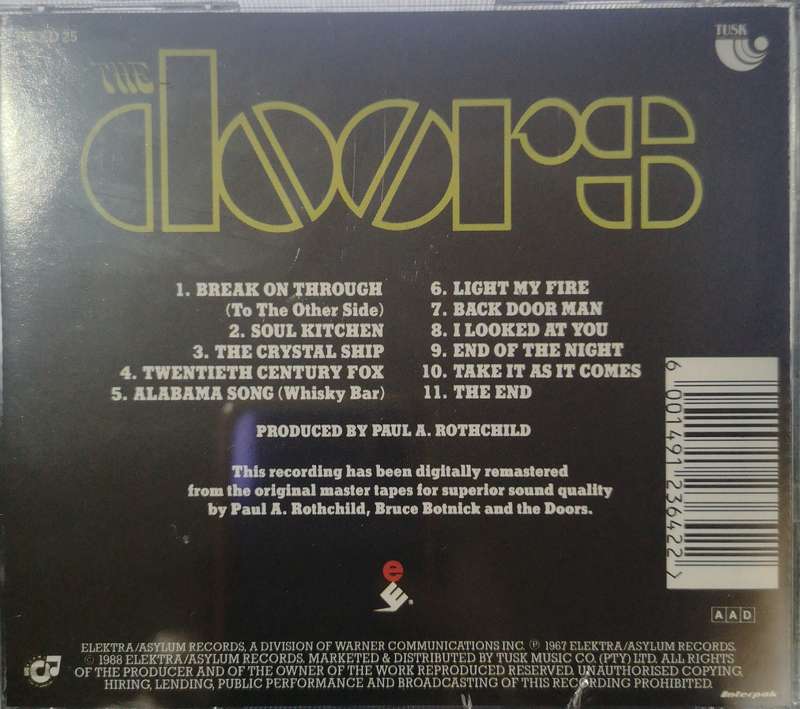 TUSK
THE
doors
1. BREAK ON THROUGH
(To The Other Side)
2. SOUL KITCHEN
3. THE CRYSTAL SHIP
4. TWENTIETH CENTURY FOX
5. ALABAMA SONG (Whisky Bar)
6. LIGHT MY FIRE
7. BACK DOOR MAN
8. I LOOKED AT YOU
9. END OF THE NIGHT
10. TAKE IT AS IT COMES
11. THE END
PRODUCED BY PAUL A. ROTHCHILD
This recording has been digitally remastered
from the original master tapes for superior sound quality
by Paul A. Rothchild, Bruce Botnick and the Doors.
6 001491 236422 >
e
AAD
ELEKTRA/ASYLUM RECORDS, A DIVISION OF WARNER COMMUNICATIONS INC. ℗ 1967 ELEKTRA/ASYLUM RECORDS.
© 1988 ELEKTRA/ASYLUM RECORDS. MARKETED & DISTRIBUTED BY TUSK MUSIC CO. (PTY) LTD. ALL RIGHTS
OF THE PRODUCER AND OF THE OWNER OF THE WORK REPRODUCED RESERVED. UNAUTHORISED COPYING,
HIRING, LENDING, PUBLIC PERFORMANCE AND BROADCASTING OF THIS RECORDING PROHIBITED.
Interpak